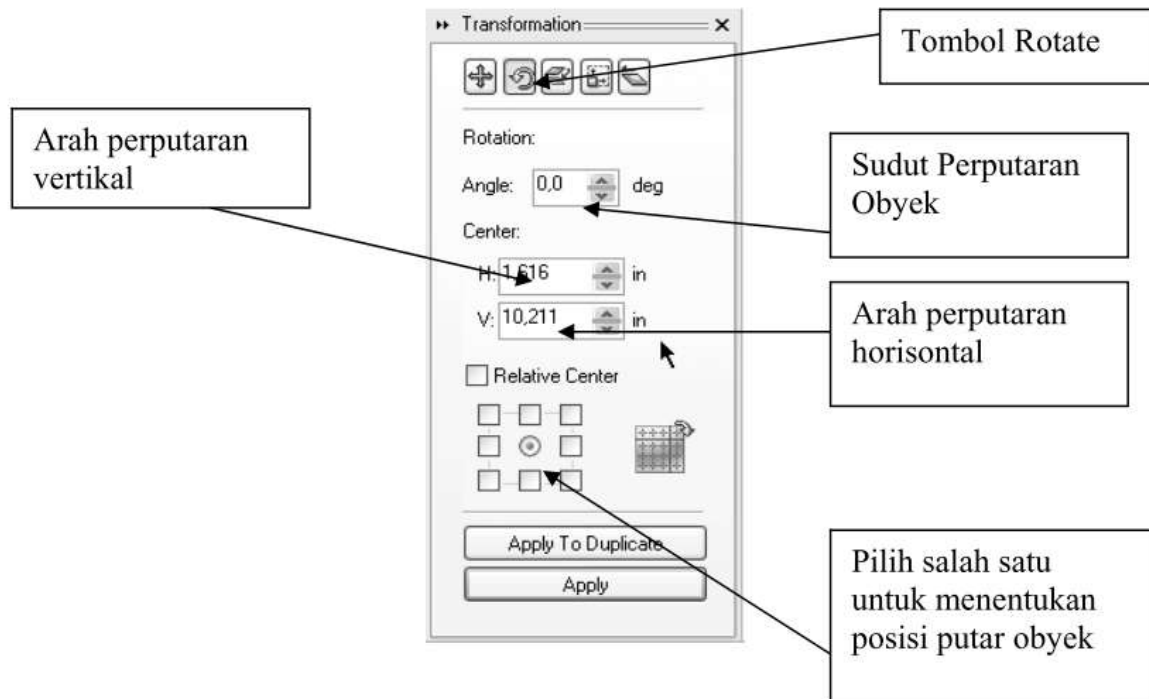 Transformation
Tombol Rotate
Arah perputaran
vertikal
Rotation:
Sudut Perputaran
Obyek
Angle: 0,0 deg
Center:
H: 1,616 in
V: 10,211 in
Arah perputaran
horisontal
Relative Center
Apply To Duplicate
Apply
Pilih salah satu
untuk menentukan
posisi putar obyek